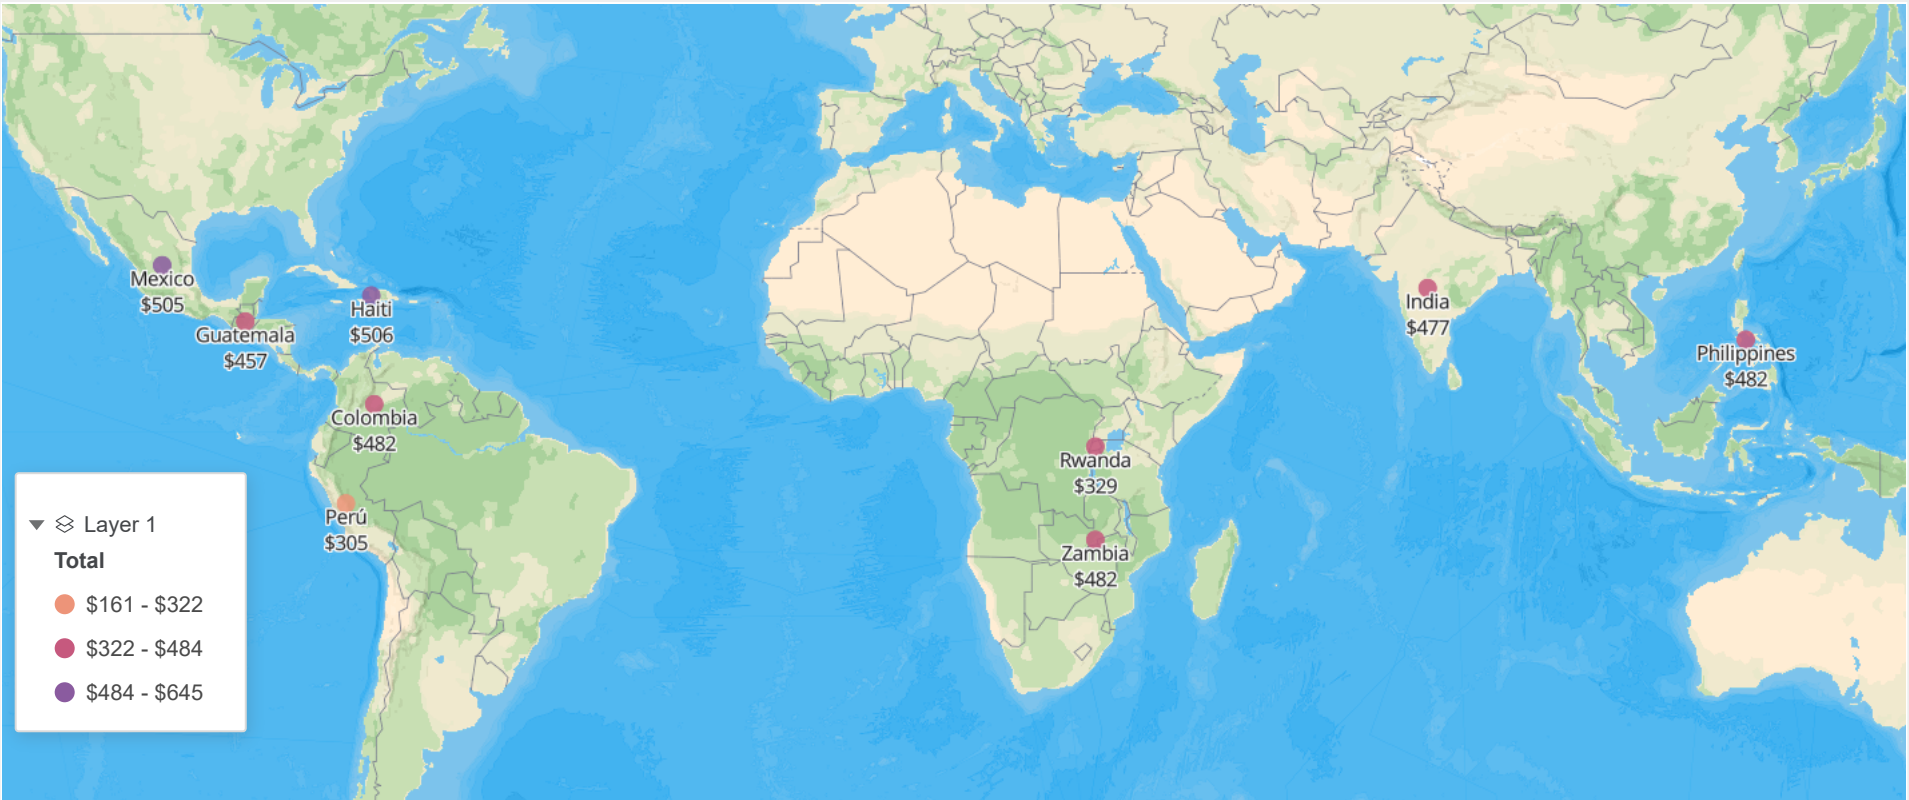 Mexico
$505
Haiti
$506
Guatemala
$457
Colombia
$482
Perú
$305
India
$477
Philippines
$482
Rwanda
$329
Zambia
$482
Layer 1
Total
$161 - $322
$322 - $484
$484 - $645